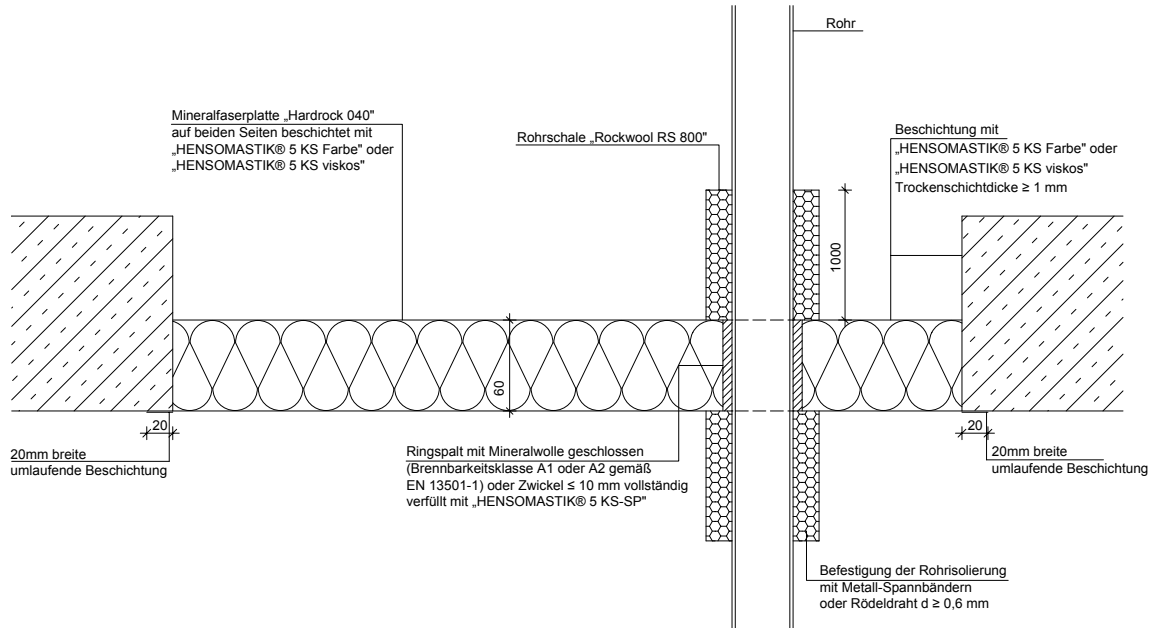 Rohr
Mineralfaserplatte „Hardrock 040"
auf beiden Seiten beschichtet mit
„HENSOMASTIK® 5 KS Farbe" oder
„HENSOMASTIK® 5 KS viskos"
Rohrschale „Rockwool RS 800"
Beschichtung mit
„HENSOMASTIK® 5 KS Farbe" oder
„HENSOMASTIK® 5 KS viskos"
Trockenschichtdicke ≥ 1 mm
1000
60
20
20mm breite
umlaufende Beschichtung
Ringspalt mit Mineralwolle geschlossen
(Brennbarkeitsklasse A1 oder A2 gemäß
EN 13501-1) oder Zwickel ≤ 10 mm vollständig
verfüllt mit „HENSOMASTIK® 5 KS-SP"
20
20mm breite
umlaufende Beschichtung
Befestigung der Rohrisolierung
mit Metall-Spannbändern
oder Rödeldraht d ≥ 0,6 mm